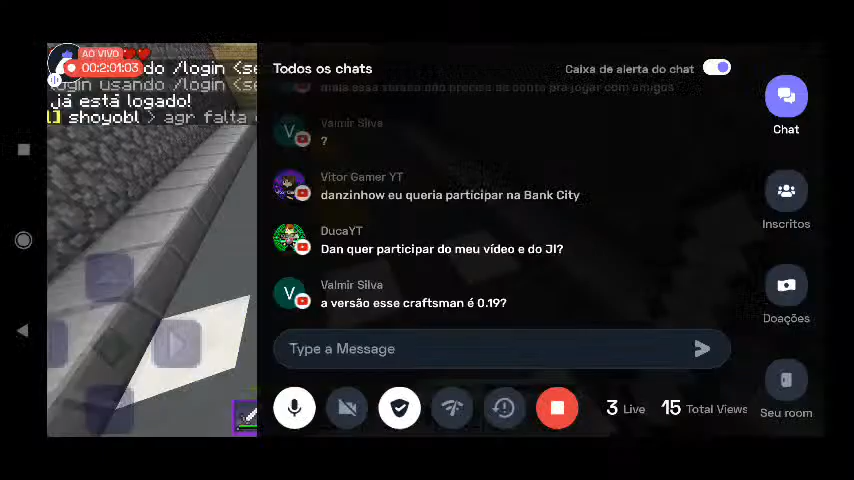 AO VIVO
00:2:01:03
ando /login <se
login usando /login <se
já está logado!
shoyobl > agr falta
Todos os chats
Caixa de alerta do chat
Valmir Silva
?
Vitor Gamer YT
danzinhow eu queria participar na Bank City
DucaYT
Dan quer participar do meu vídeo e do JI?
Valmir Silva
a versão esse craftsman é 0.19?
Type a Message
3 Live
15 Total Views
Chat
Inscritos
Doações
Seu room
V
V